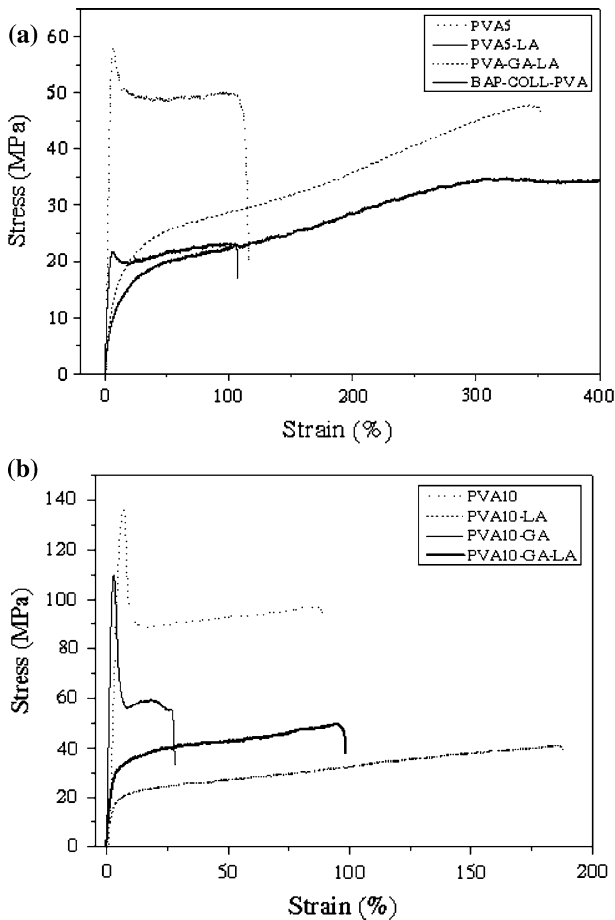 (a)
PVA5
PVA5-LA
PVA-GA-LA
BAP-COLL-PVA
60
50
40
30
20
10
0
Stress (MPa)
0 100 200 300 400
Strain (%)
(b)
PVA10
PVA10-LA
PVA10-GA
PVA10-GA-LA
140
120
100
80
60
40
20
0
Stress (MPa)
0 50 100 150 200
Strain (%)